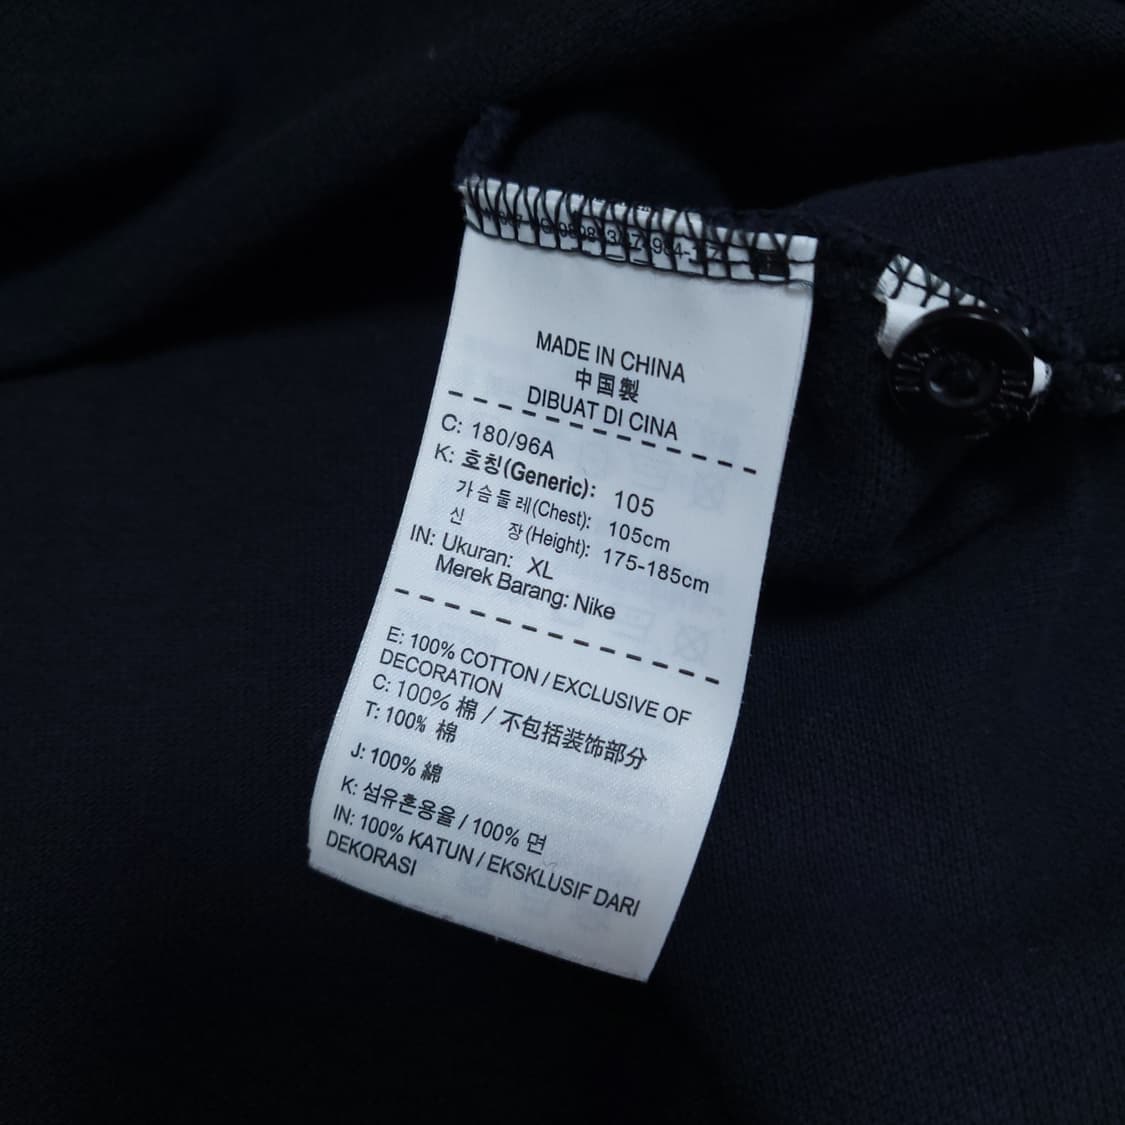 MADE IN CHINA
中国製
DIBUAT DI CINA
C: 180/96A
K: 호칭(Generic): 105
가슴둘레(Chest): 105cm
신 장(Height): 175-185cm
IN: Ukuran: XL
Merek Barang: Nike
E: 100% COTTON / EXCLUSIVE OF
DECORATION
C: 100% 棉 / 不包括装饰部分
T: 100% 棉
J: 100% 綿
K: 섬유혼용율 / 100% 면
IN: 100% KATUN / EKSKLUSIF DARI
DEKORASI